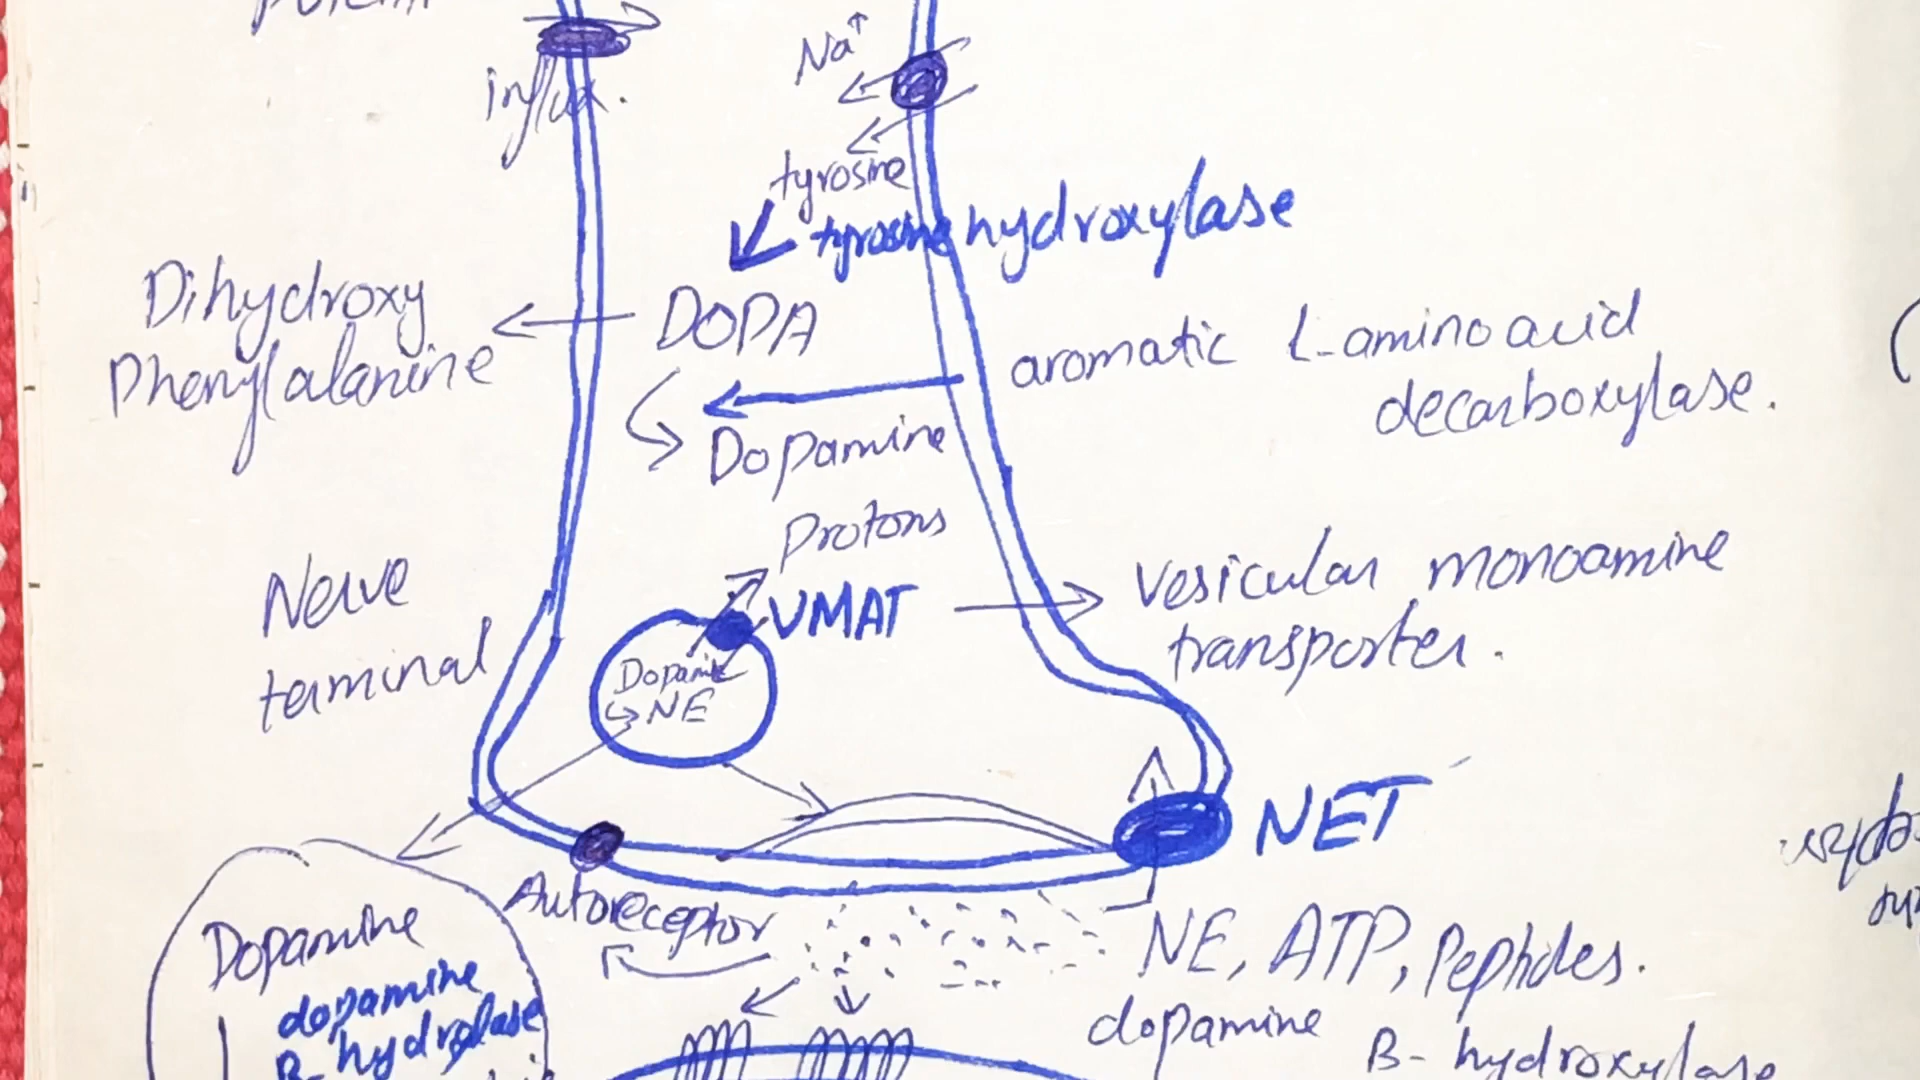 influx.
Na⁺
tyrosine
tyrosine hydroxylase
Dihydroxy
Phenylalanine
DOPA
aromatic L-amino acid
decarboxylase.
Dopamine
Protons
Nerve
terminal
VMAT
Vesicular monoamine
transporter.
Dopamine
NE
NET
Autoreceptor
NE, ATP, Peptides.
dopamine
B- hydroxylase
Dopamine
dopamine
B- hydrolase